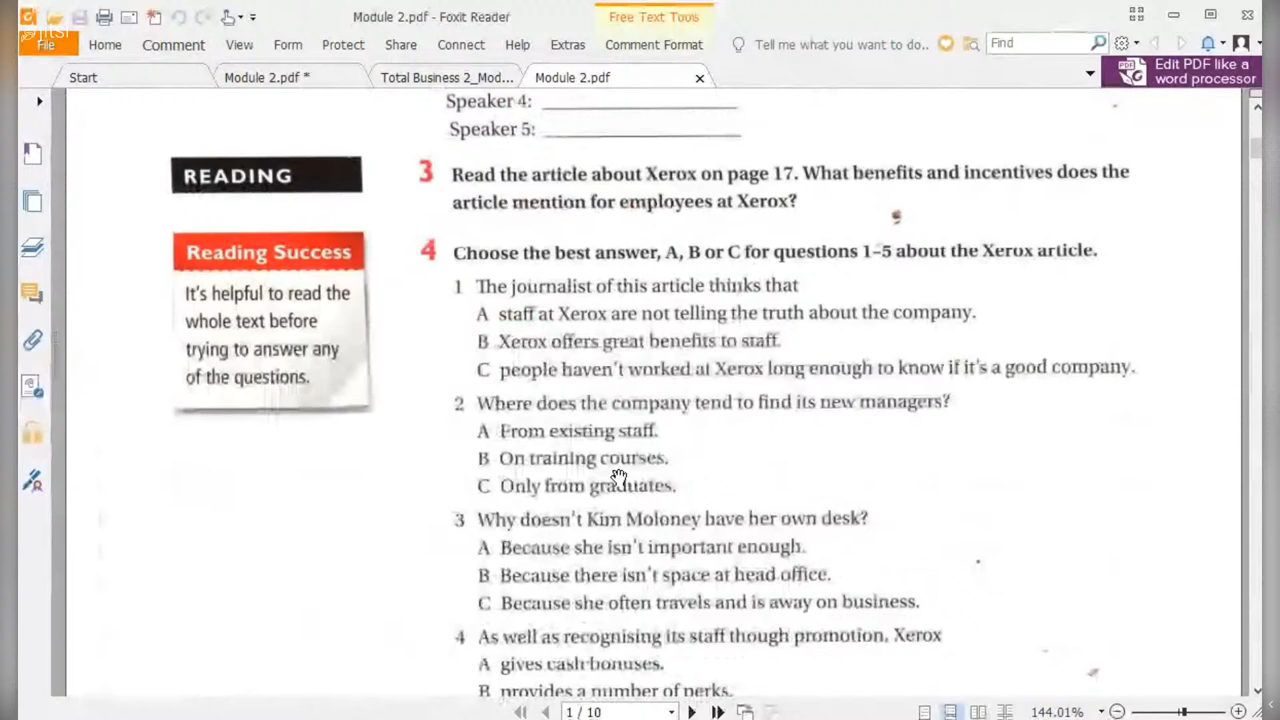 Module 2.pdf - Foxit Reader
Free Text Tools
Jitsi
File Home Comment View Form Protect Share Connect Help Extras Comment Format Tell me what you want to do.. Find
Start Module 2.pdf * Total Business 2_Mod... Module 2.pdf
Edit PDF like a
word processor
Speaker 4:
Speaker 5:
READING
3 Read the article about Xerox on page 17. What benefits and incentives does the
article mention for employees at Xerox?
Reading Success
It's helpful to read the
whole text before
trying to answer any
of the questions.
4 Choose the best answer, A, B or C for questions 1–5 about the Xerox article.
1 The journalist of this article thinks that
A staff at Xerox are not telling the truth about the company.
B Xerox offers great benefits to staff.
C people haven't worked at Xerox long enough to know if it's a good company.
2 Where does the company tend to find its new managers?
A From existing staff.
B On training courses.
C Only from graduates.
3 Why doesn't Kim Moloney have her own desk?
A Because she isn't important enough.
B Because there isn't space at head office.
C Because she often travels and is away on business.
4 As well as recognising its staff though promotion, Xerox
A gives cash bonuses.
B provides a number of perks.
1 / 10
144.01%